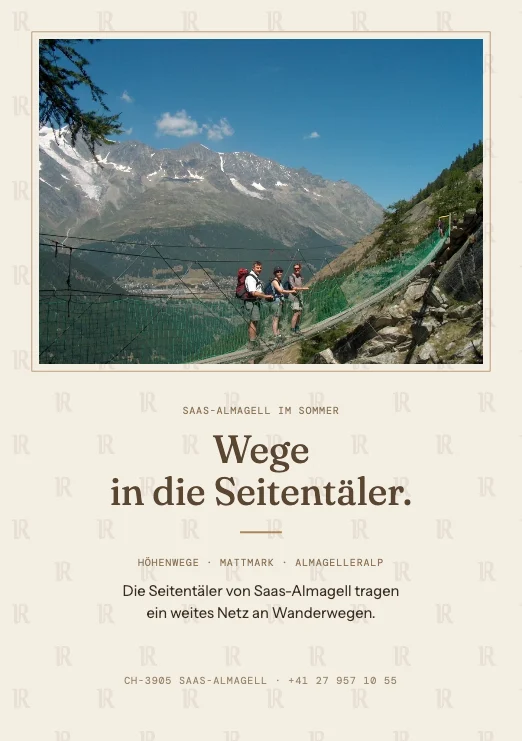 SAAS-ALMAGELL IM SOMMER
Wege
in die Seitentäler.
HÖHENWEGE · MATTMARK · ALMAGELLERALP
Die Seitentäler von Saas-Almagell tragen
ein weites Netz an Wanderwegen.
CH-3905 SAAS-ALMAGELL · +41 27 957 10 55